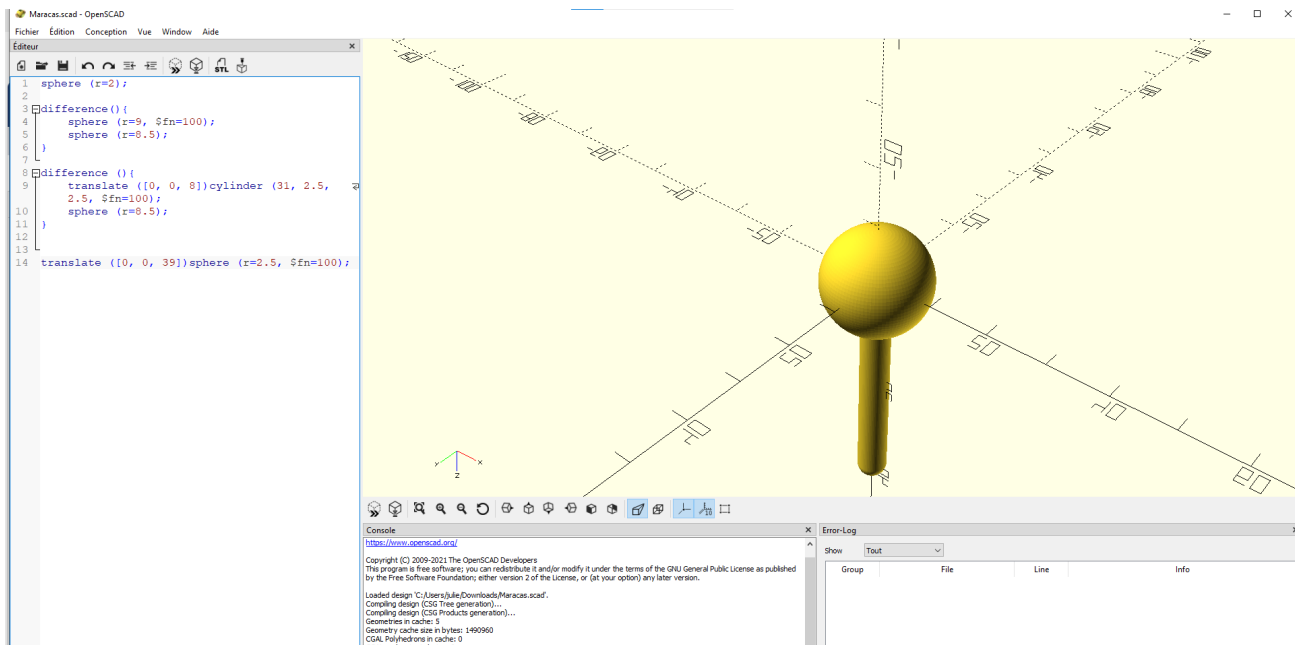 Maracas.scad - OpenSCAD
Fichier Édition Conception Vue Window Aide
Éditeur
STL
1 sphere (r=2);
2
3 difference(){
4 sphere (r=9, $fn=100);
5 sphere (r=8.5);
6 }
7
8 difference (){
9 translate ([0, 0, 8])cylinder (31, 2.5,
2.5, $fn=100);
10 sphere (r=8.5);
11 }
12
13
14 translate ([0, 0, 39])sphere (r=2.5, $fn=100);
y
x
z
10
Console
https://www.openscad.org/
Copyright (C) 2009-2021 The OpenSCAD Developers
This program is free software; you can redistribute it and/or modify it under the terms of the GNU General Public License as published
by the Free Software Foundation; either version 2 of the License, or (at your option) any later version.
Loaded design 'C:/Users/julie/Downloads/Maracas.scad'.
Compiling design (CSG Tree generation)...
Compiling design (CSG Products generation)...
Geometries in cache: 5
Geometry cache size in bytes: 1490960
CGAL Polyhedrons in cache: 0
Error-Log
Show Tout
Group File Line Info